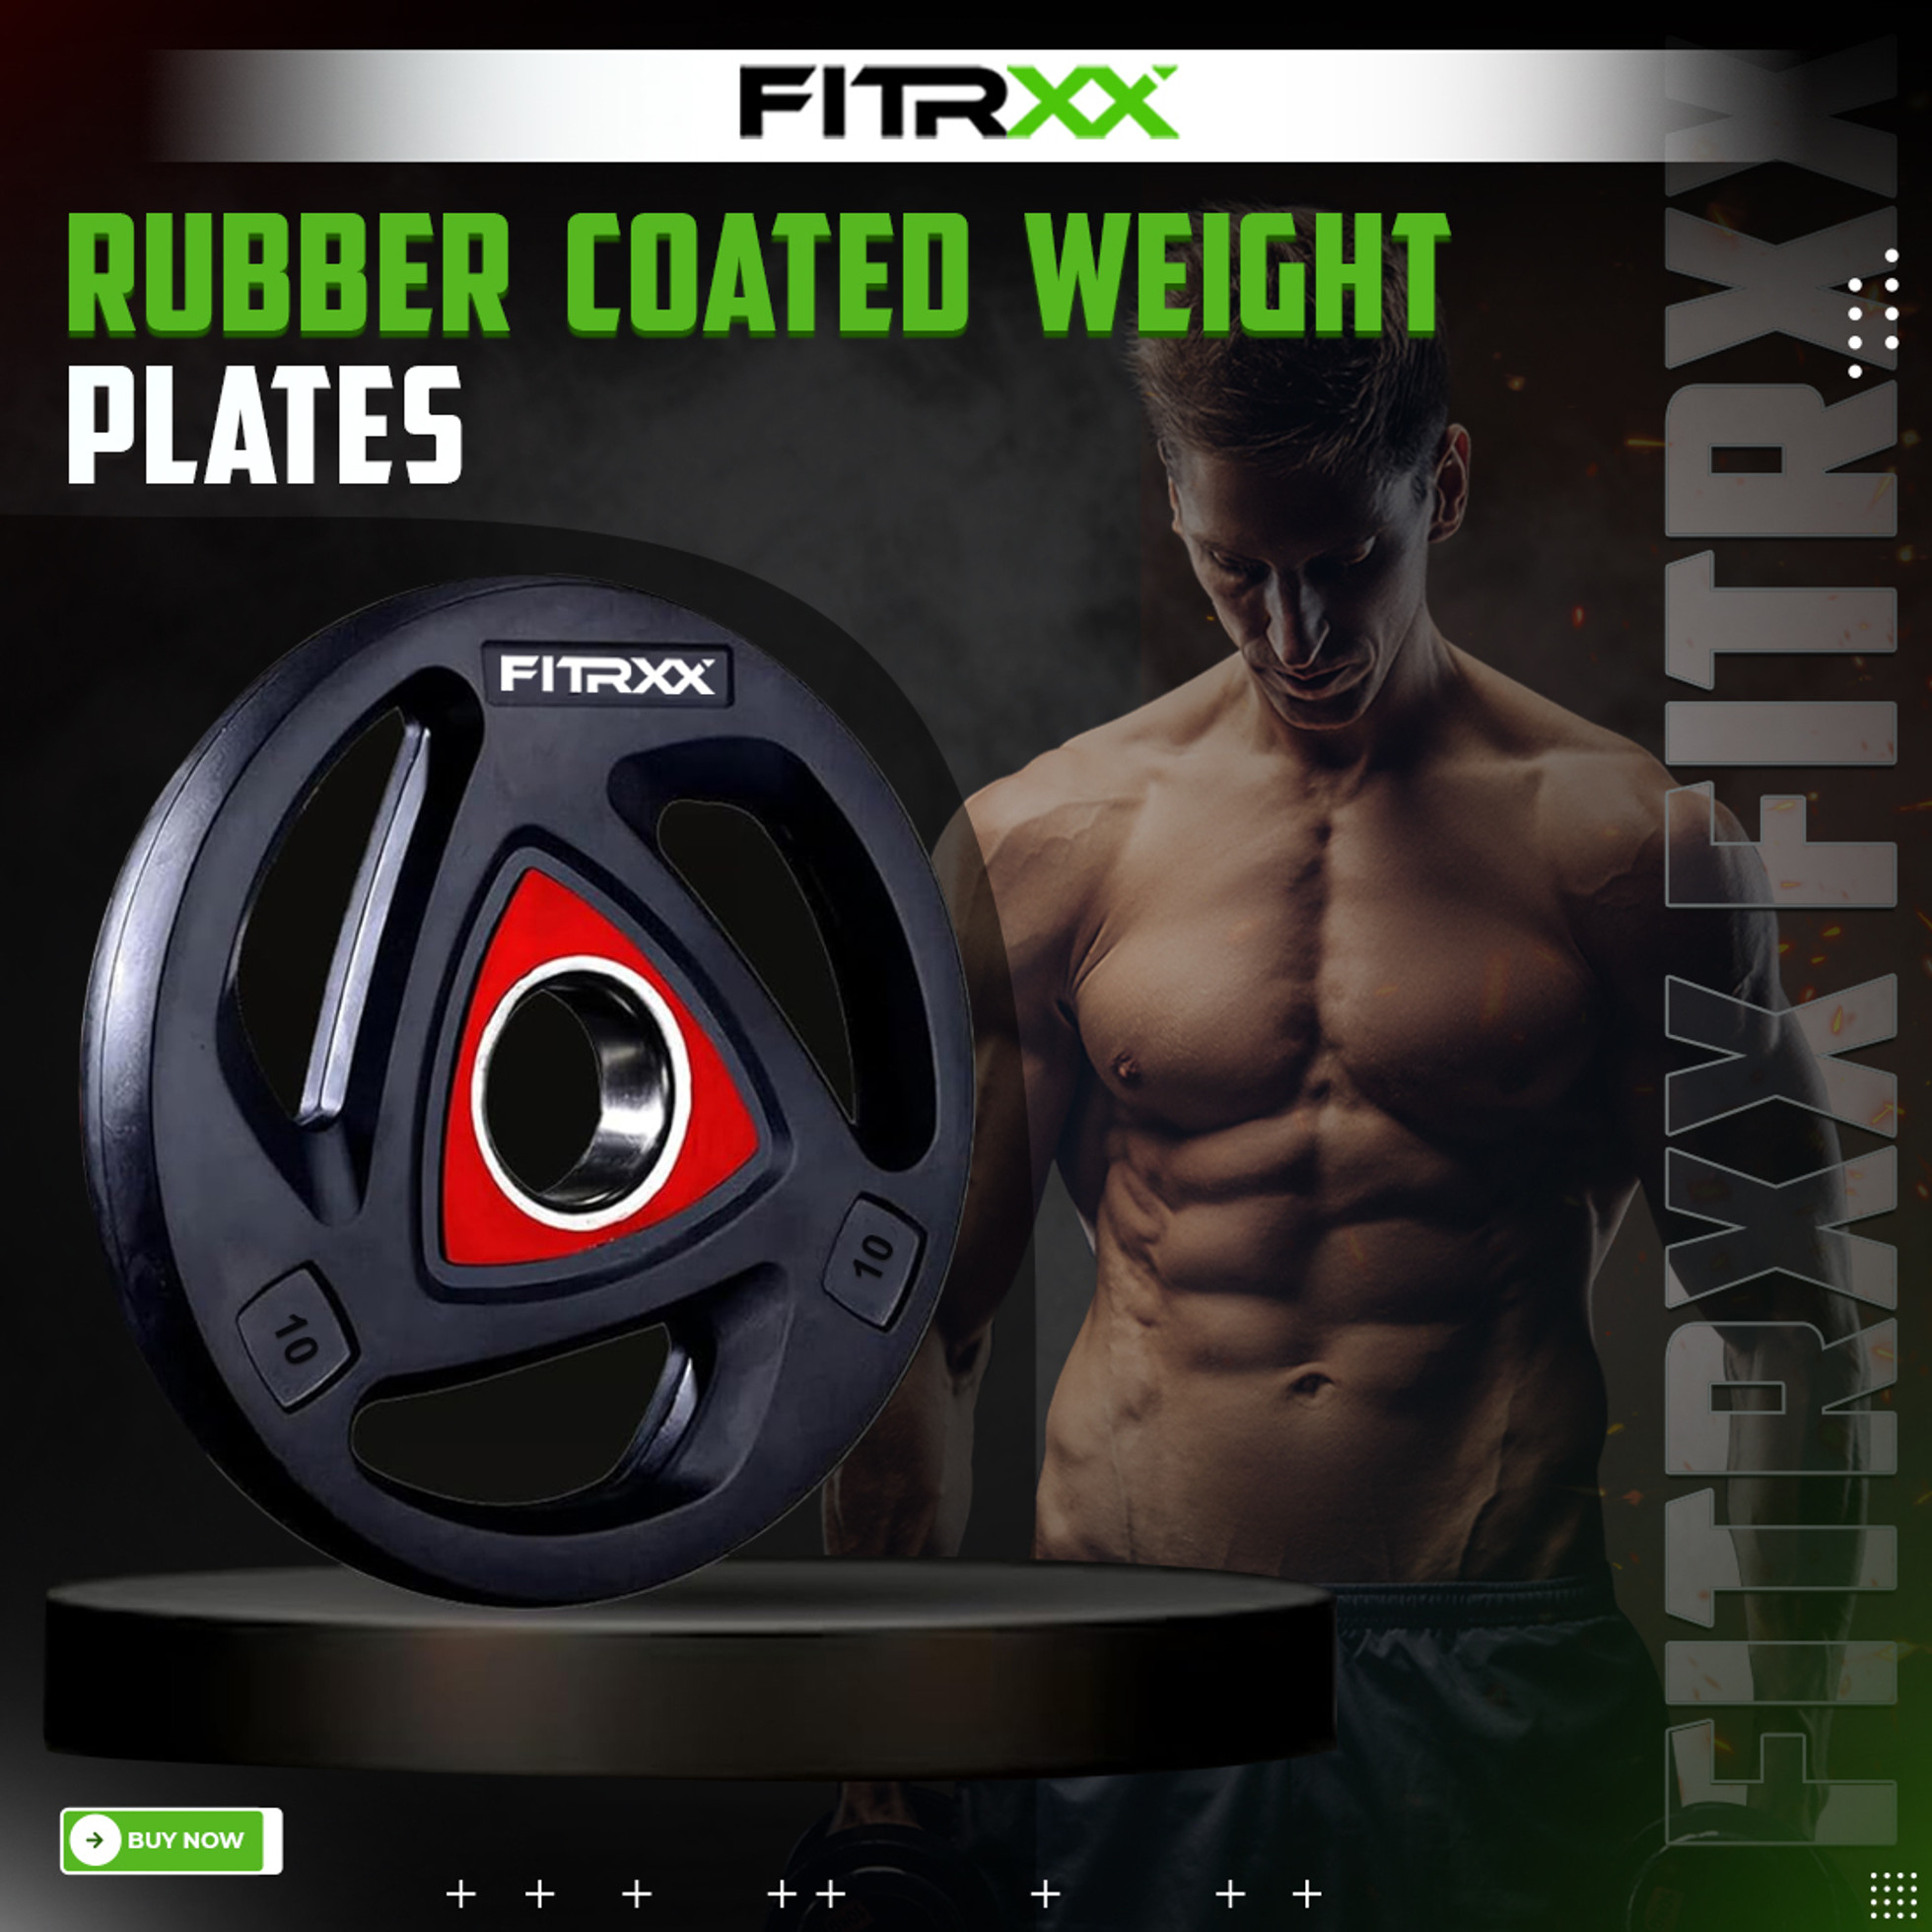 FITRXX
RUBBER COATED WEIGHT
PLATES
FITRXX
10
10
BUY NOW
FITRXX FITRXX